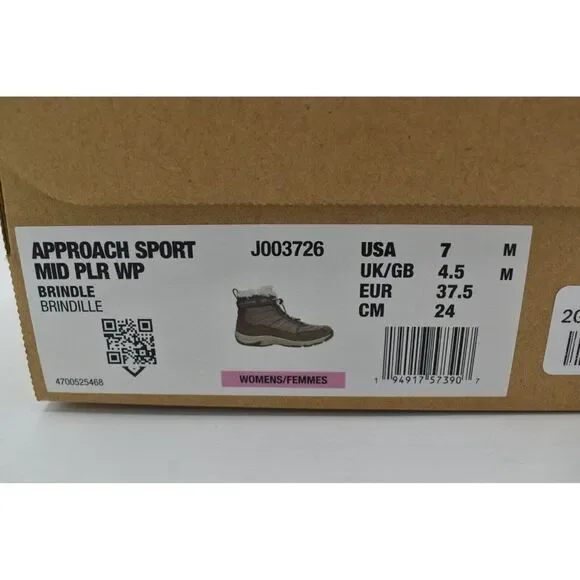 APPROACH SPORT
MID PLR WP
BRINDLE
BRINDILLE
4700525468
J003726
WOMENS/FEMMES
USA 7 M
UK/GB 4.5 M
EUR 37.5
CM 24
1 94917 57390 7